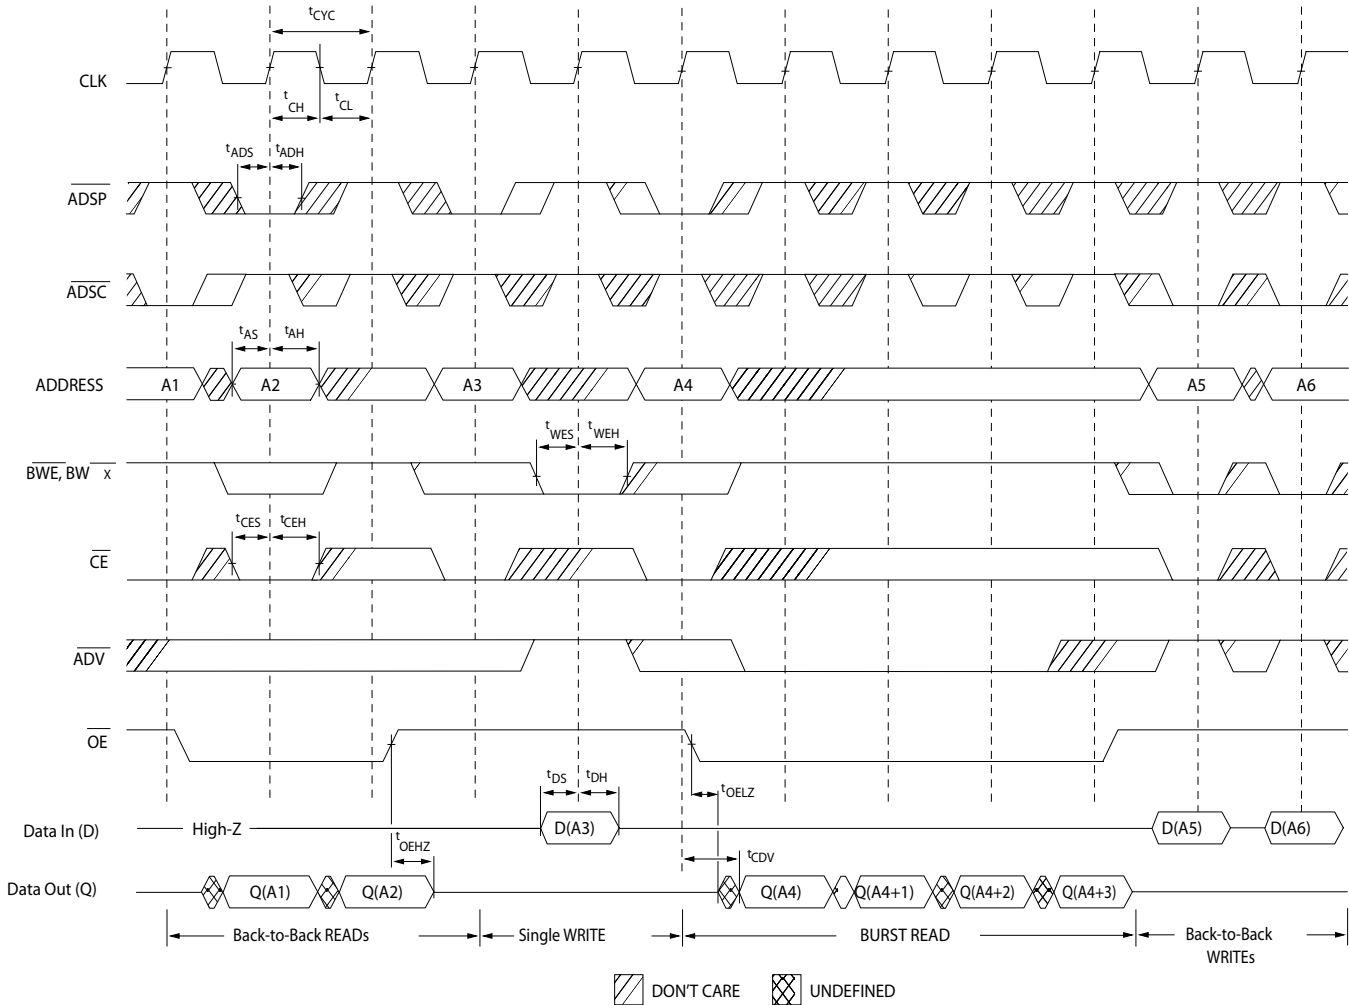 tCYC
CLK
tCH
tCL
tADS
tADH
ADSP
ADSC
tAS
tAH
ADDRESS
A1
A2
A3
A4
A5
A6
tWES
tWEH
BWE, BW x
tCES
tCEH
CE
ADV
OE
tDS
tDH
tOELZ
Data In (D)
High-Z
D(A3)
D(A5)
D(A6)
tOEHZ
tCDV
Data Out (Q)
Q(A1)
Q(A2)
Q(A4)
Q(A4+1)
Q(A4+2)
Q(A4+3)
Back-to-Back READs
Single WRITE
BURST READ
Back-to-Back
WRITEs
DON'T CARE
UNDEFINED